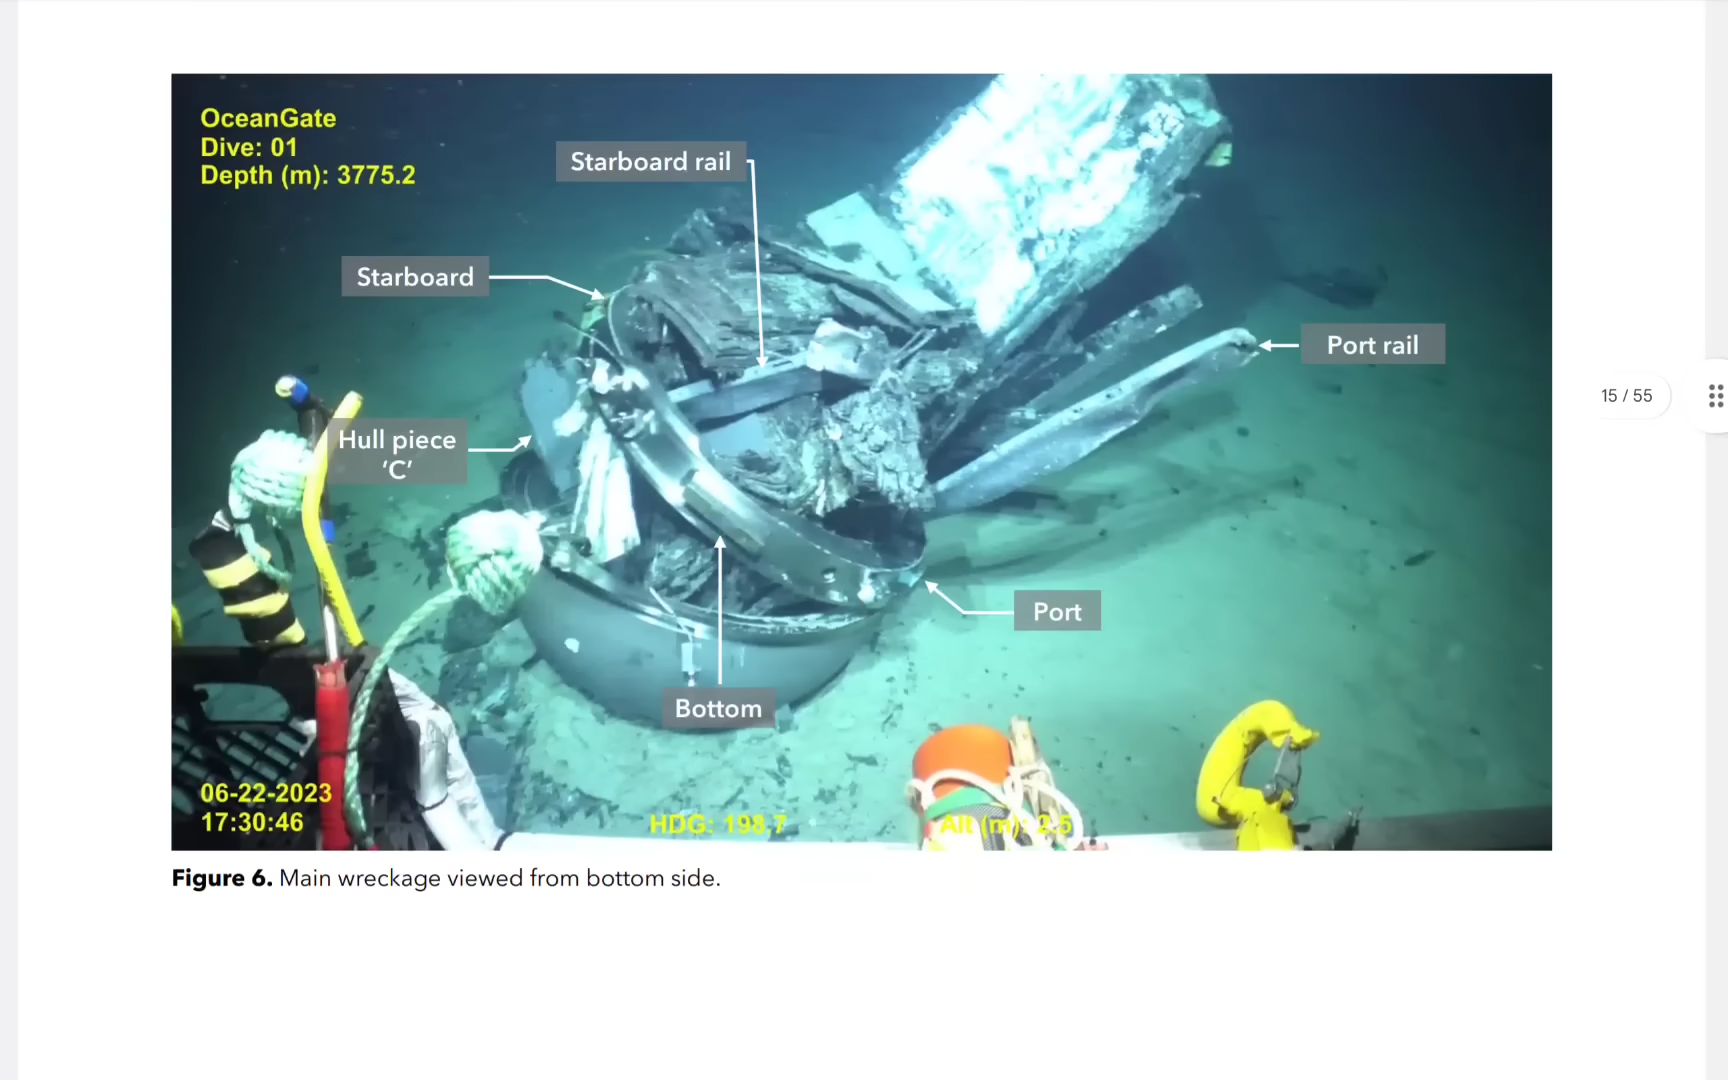 OceanGate
Dive: 01
Depth (m): 3775.2
Starboard rail
Starboard
Port rail
15 / 55
Hull piece
‘C’
Port
Bottom
06-22-2023
17:30:46
HDG: 198.7
Alt (m): 2.5
Figure 6. Main wreckage viewed from bottom side.